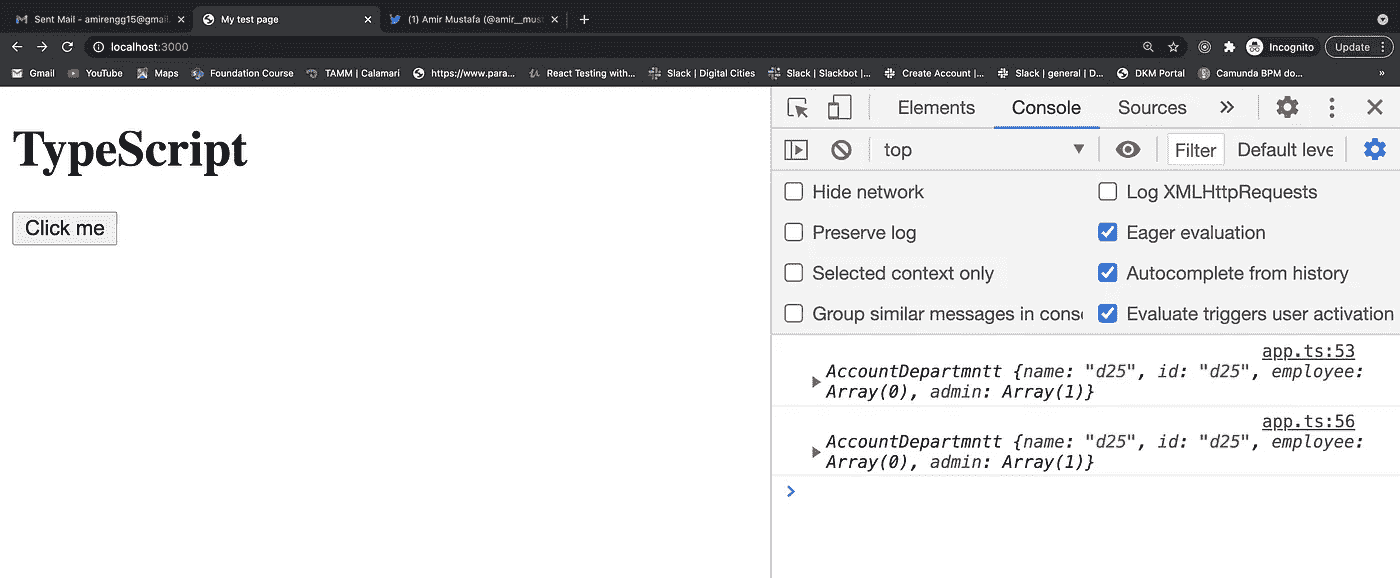 Sent Mail - amirengg15@gmail.
My test page
(1) Amir Mustafa (@amir__must
localhost:3000
Incognito
Update
Gmail
YouTube
Maps
Foundation Course
TAMM | Calamari
https://www.para...
React Testing with...
Slack | Digital Cities
Slack | Slackbot |...
Create Account |...
Slack | general | D...
DKM Portal
Camunda BPM do...
»
TypeScript
Click me
Elements
Console
Sources
»
top
Filter
Default leve
Hide network
Log XMLHttpRequests
Preserve log
Eager evaluation
Selected context only
Autocomplete from history
Group similar messages in conso
Evaluate triggers user activation
app.ts:53
AccountDepartmntt {name: "d25", id: "d25", employee:
Array(0), admin: Array(1)}
app.ts:56
AccountDepartmntt {name: "d25", id: "d25", employee:
Array(0), admin: Array(1)}